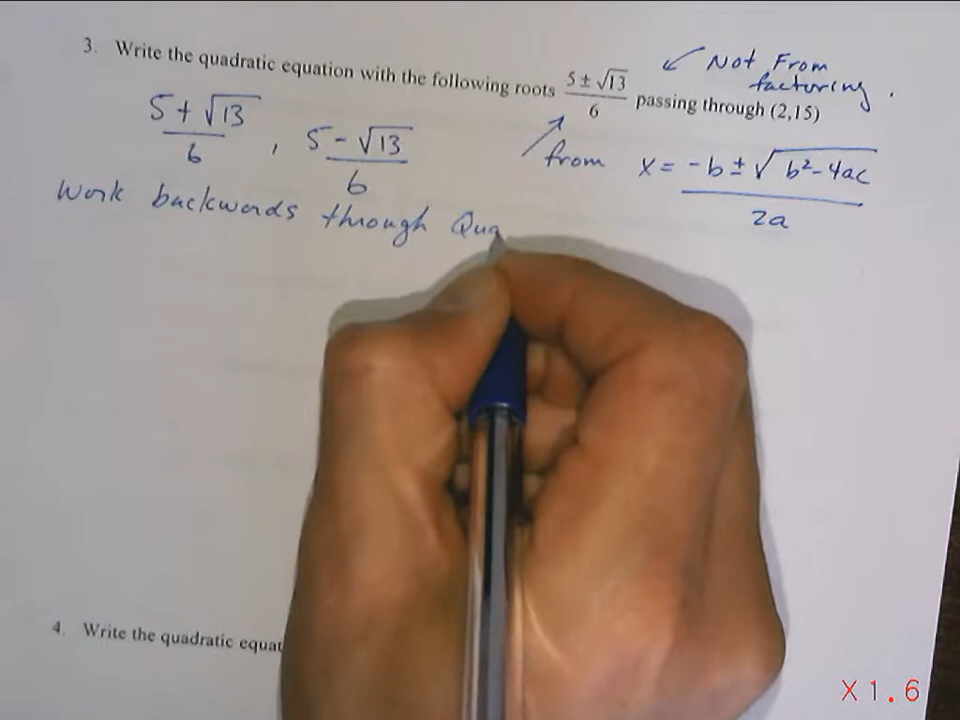 3. Write the quadratic equation with the following roots (5 ± √13)/6 passing through (2,15)
↙ Not From factoring.
(5 + √13)/6 , (5 - √13)/6
↗ from x = (-b ± √(b² - 4ac))/2a
Work backwords through Qua
4. Write the quadratic equat
X1.6